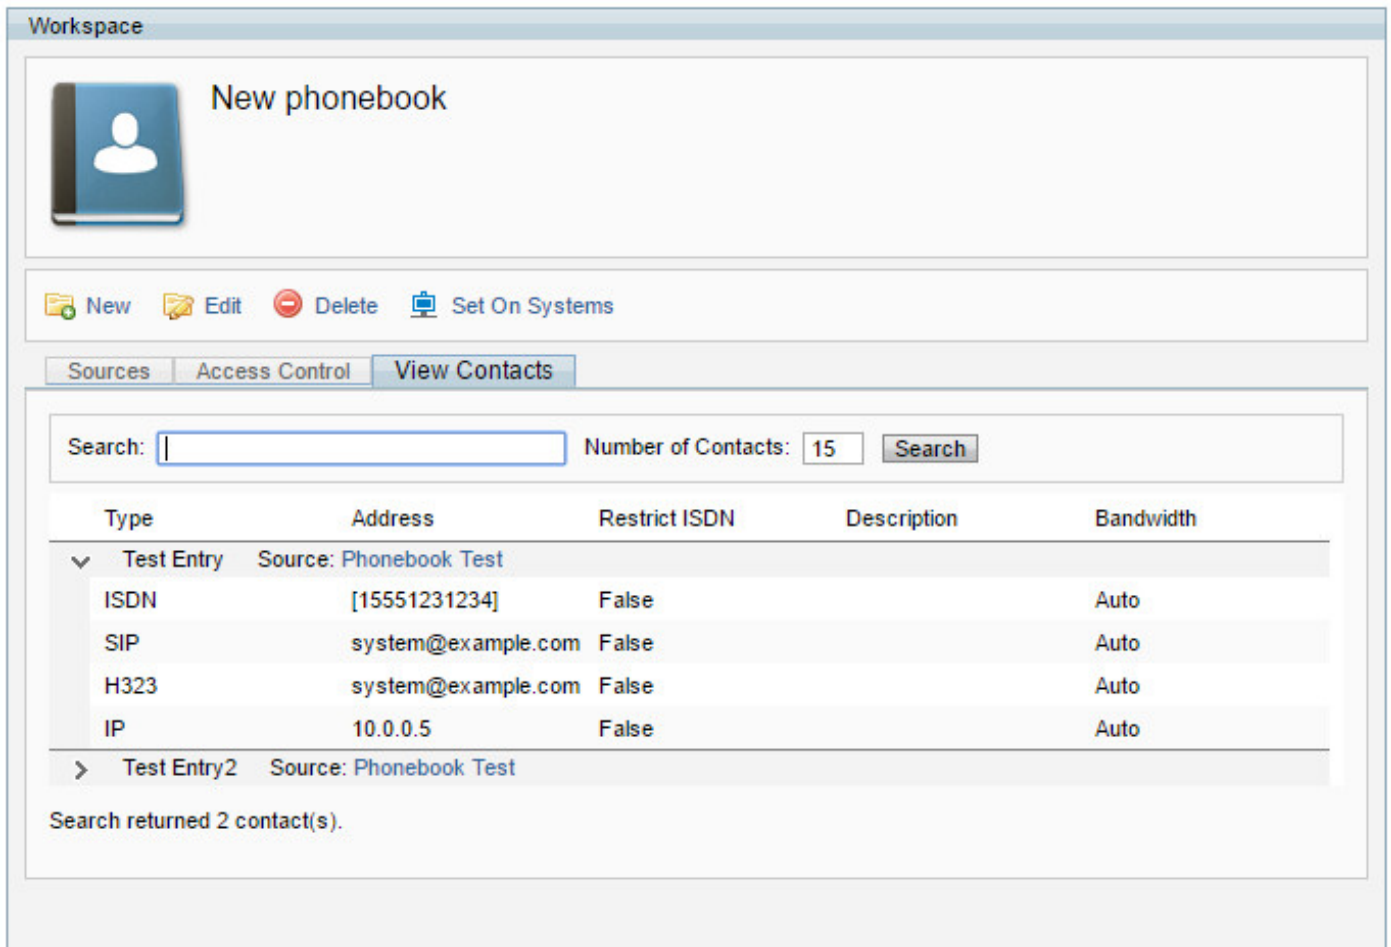 Workspace
New phonebook
New Edit Delete Set On Systems
Sources Access Control View Contacts
Search: Number of Contacts: 15 Search
Type Address Restrict ISDN Description Bandwidth
Test Entry Source: Phonebook Test
ISDN [15551231234] False Auto
SIP system@example.com False Auto
H323 system@example.com False Auto
IP 10.0.0.5 False Auto
Test Entry2 Source: Phonebook Test
Search returned 2 contact(s).